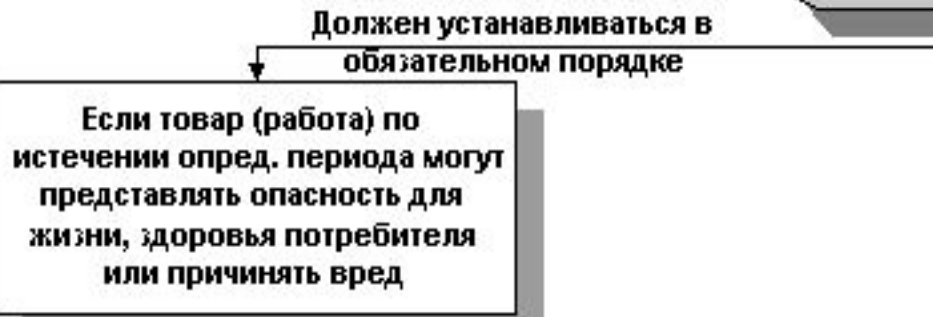 Должен устанавливаться в
обязательном порядке
Если товар (работа) по
истечении опред. периода могут
представлять опасность для
жизни, здоровья потребителя
или причинять вред